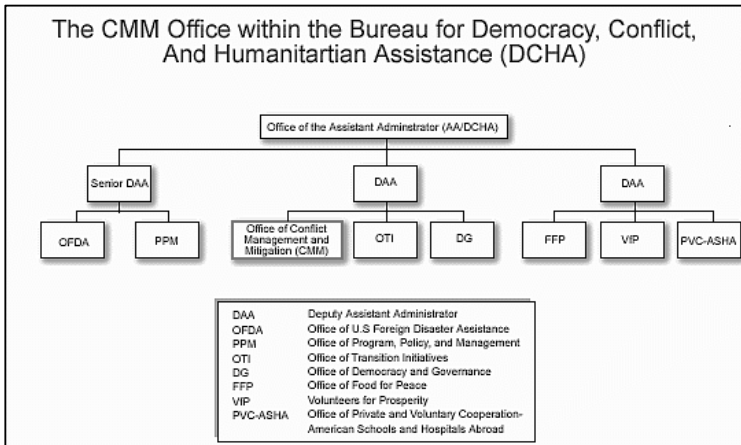 The CMM Office within the Bureau for Democracy, Conflict,
And Humanitartian Assistance (DCHA)
Office of the Assistant Adminstrator (AA/DCHA)
Senior DAA
DAA
DAA
OFDA
PPM
Office of Conflict
Management and
Mitigation (CMM)
OTI
DG
FFP
VfP
PVC-ASHA
DAA Deputy Assistant Administrator
OFDA Office of U.S Foreign Disaster Assistance
PPM Office of Program, Policy, and Management
OTI Office of Transition Initiatives
DG Office of Democracy and Governance
FFP Office of Food for Peace
VfP Volunteers for Prosperity
PVC-ASHA Office of Private and Voluntary Cooperation-
American Schools and Hospitals Abroad